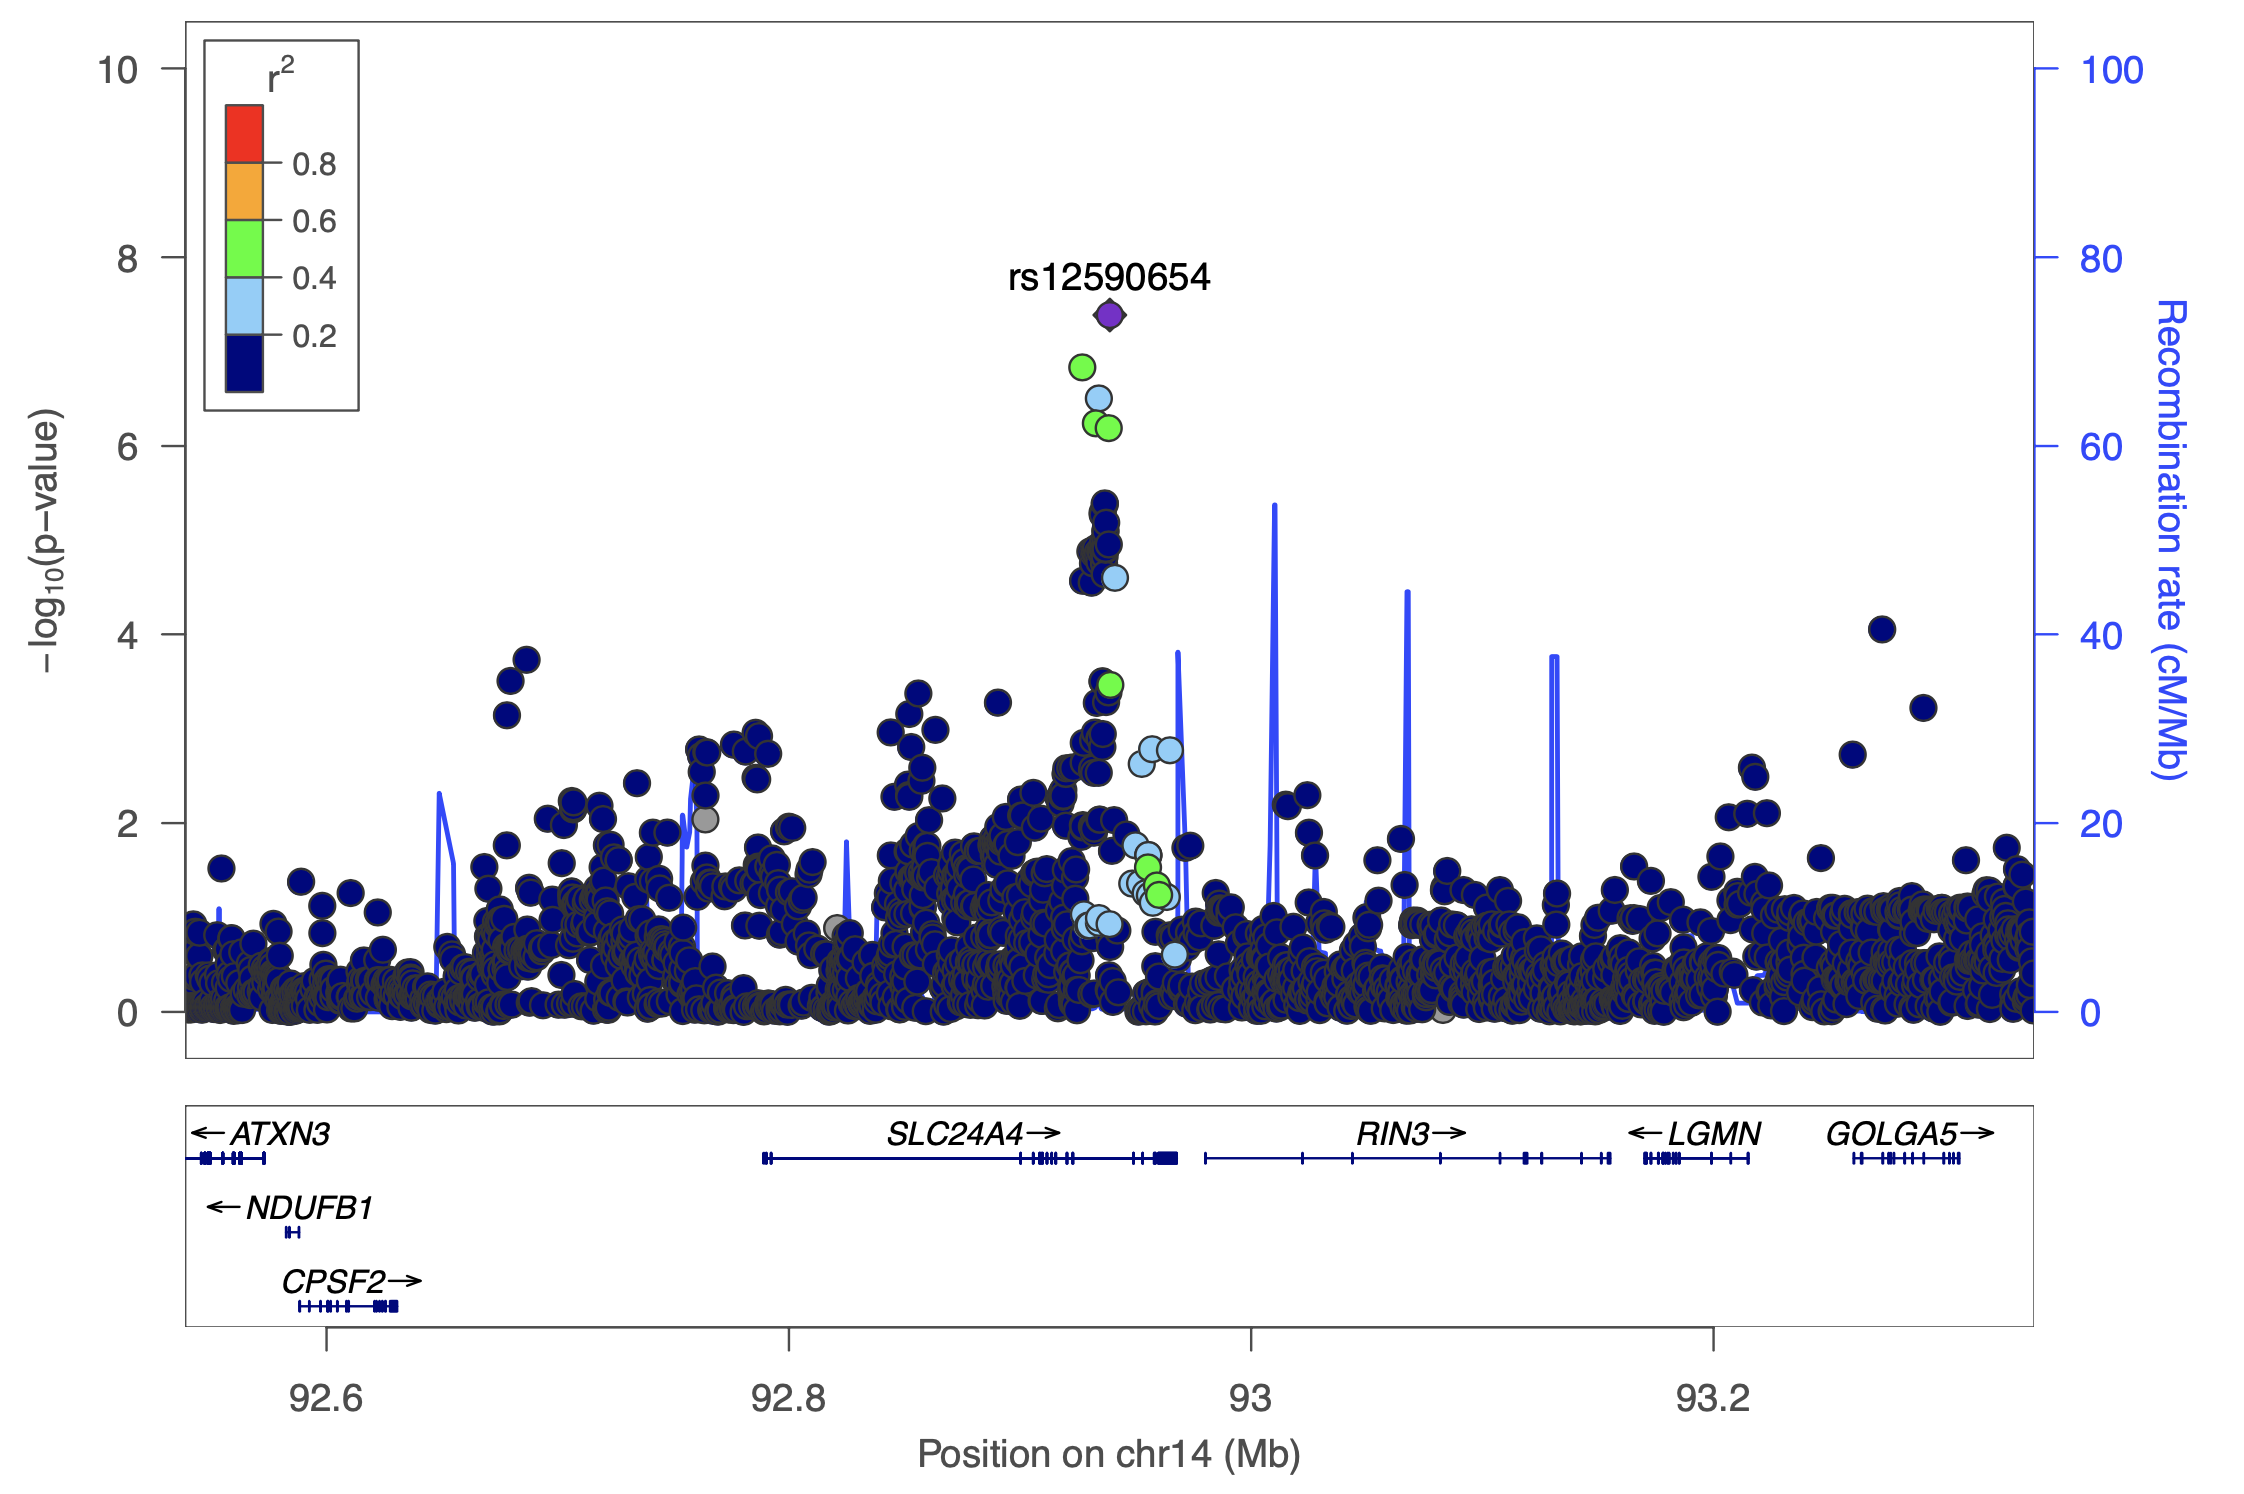 r2
0.8
0.6
0.4
0.2
rs12590654
10
8
6
4
2
0
−log10(p−value)
100
80
60
40
20
0
Recombination rate (cM/Mb)
←ATXN3
SLC24A4→
RIN3→
←LGMN
GOLGA5→
←NDUFB1
CPSF2→
92.6
92.8
93
93.2
Position on chr14 (Mb)